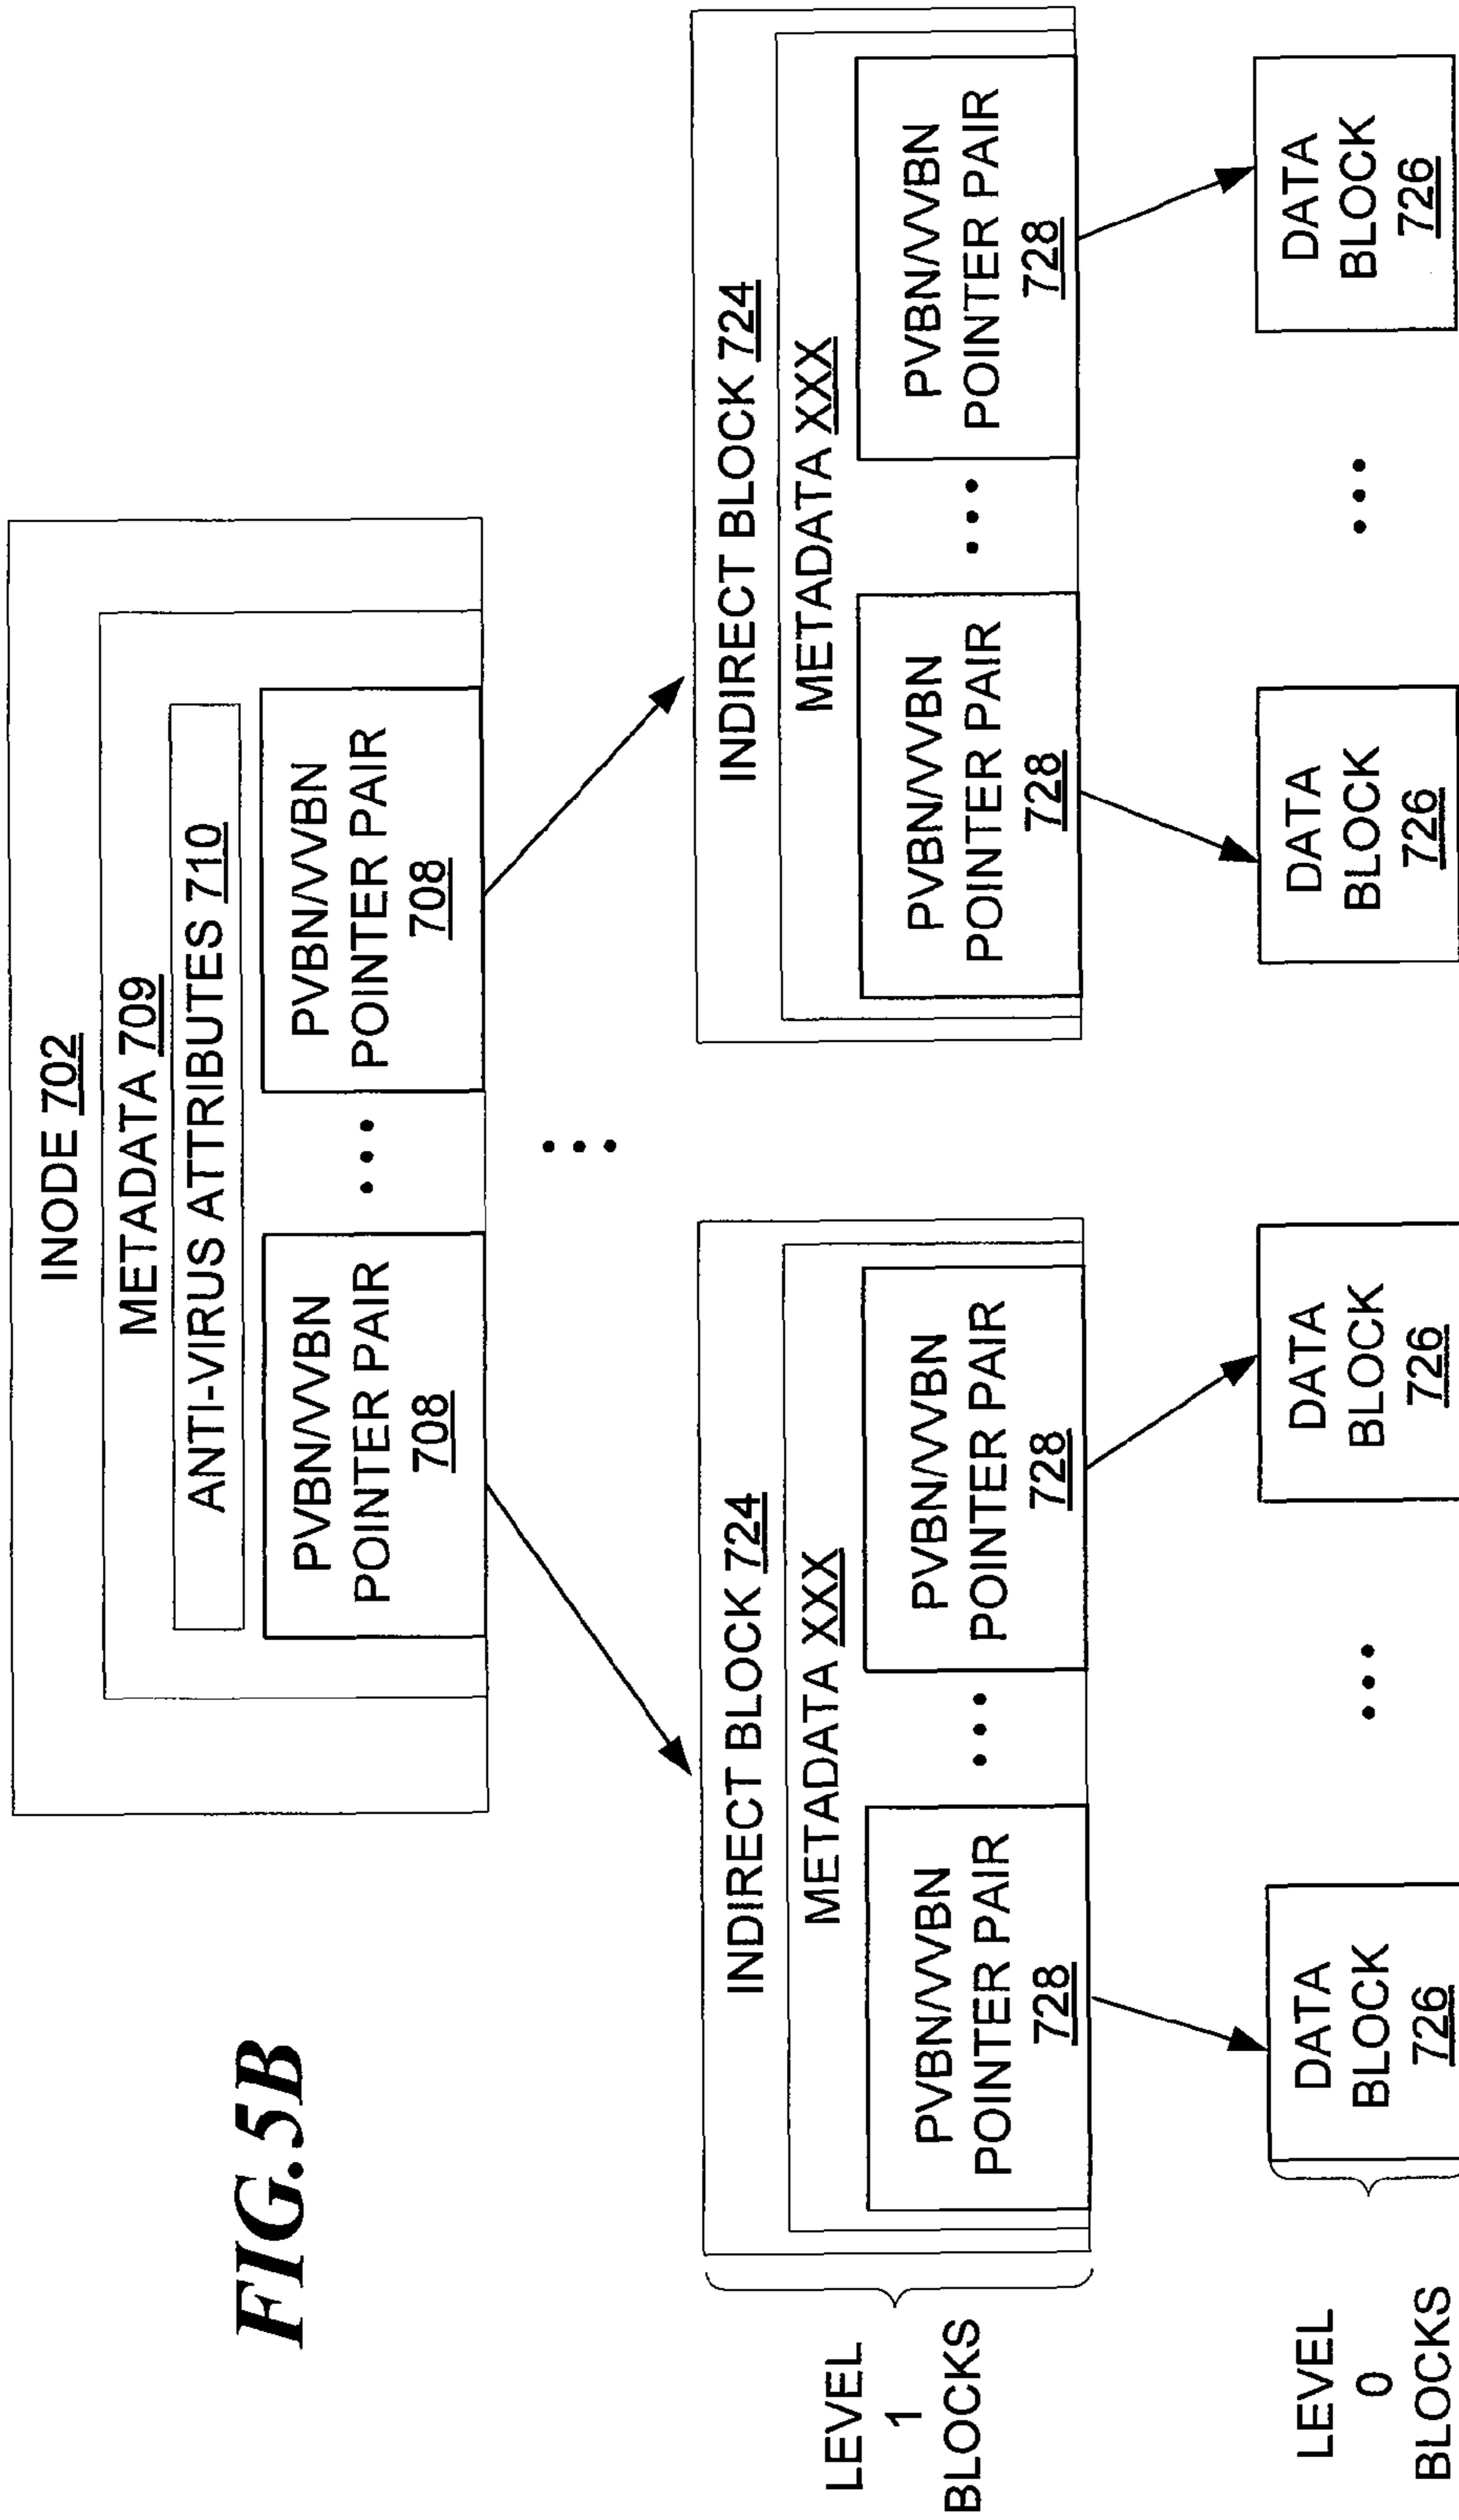 FIG.5B
INODE 702
METADATA 709
ANTI-VIRUS ATTRIBUTES 710
PVBN/VVBN
POINTER PAIR
708
• • •
PVBN/VVBN
POINTER PAIR
708
• • •
LEVEL
1
BLOCKS
INDIRECT BLOCK 724
METADATA XXX
PVBN/VVBN
POINTER PAIR
728
• • •
PVBN/VVBN
POINTER PAIR
728
INDIRECT BLOCK 724
METADATA XXX
PVBN/VVBN
POINTER PAIR
728
• • •
PVBN/VVBN
POINTER PAIR
728
LEVEL
0
BLOCKS
DATA
BLOCK
726
• • •
DATA
BLOCK
726
DATA
BLOCK
726
• • •
DATA
BLOCK
726